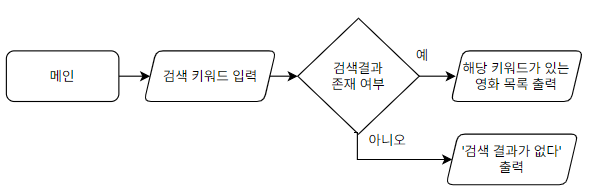 메인
검색 키워드 입력
검색결과
존재 여부
예
해당 키워드가 있는
영화 목록 출력
아니오
'검색 결과가 없다'
출력